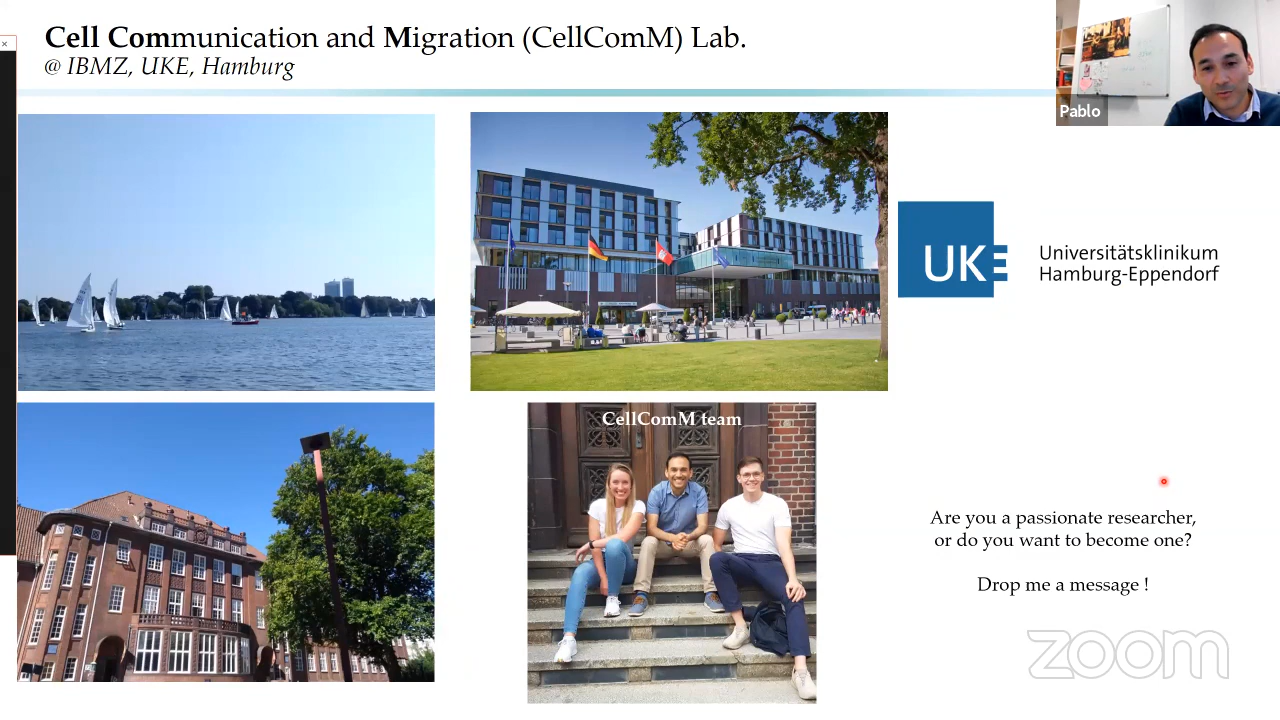 Cell Communication and Migration (CellComM) Lab.
@ IBMZ, UKE, Hamburg
Pablo
UKE
Universitätsklinikum
Hamburg-Eppendorf
CellComM team
Are you a passionate researcher,
or do you want to become one?
Drop me a message !
zoom